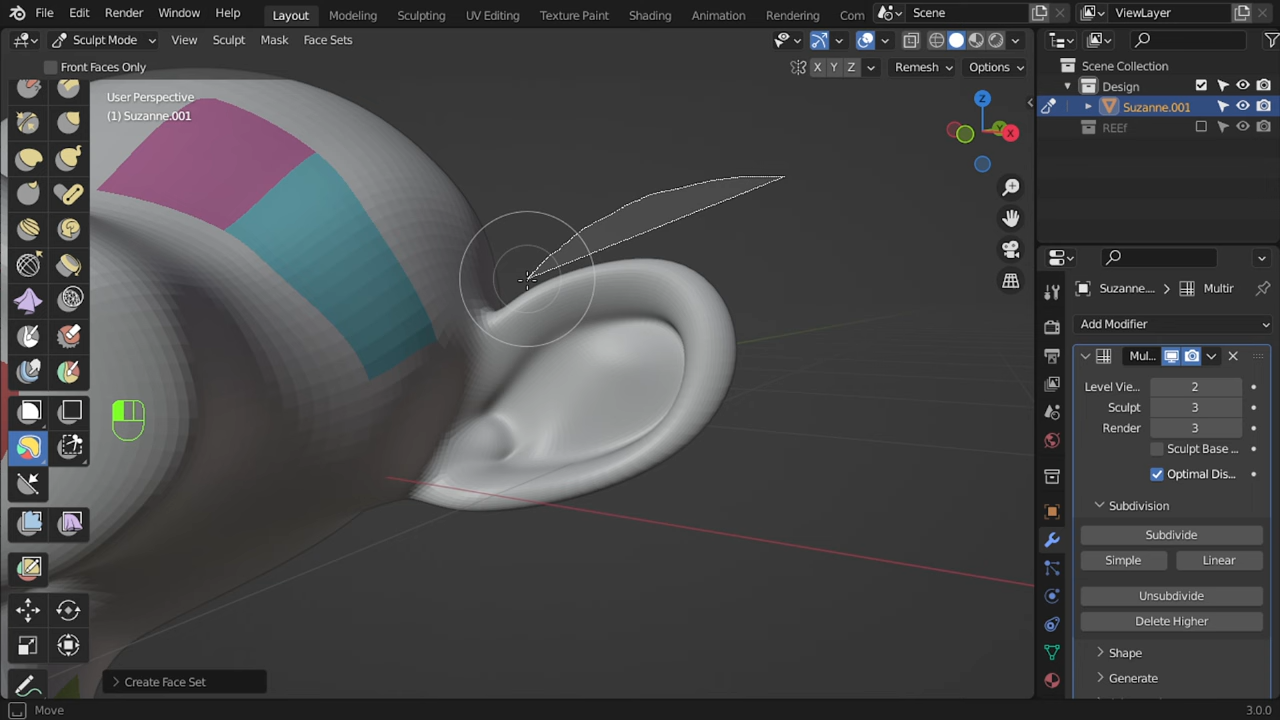 File Edit Render Window Help Layout Modeling Sculpting UV Editing Texture Paint Shading Animation Rendering Com Scene ViewLayer
Sculpt Mode View Sculpt Mask Face Sets
Front Faces Only X Y Z Remesh Options
Scene Collection
Design
Suzanne.001
REEf
User Perspective
(1) Suzanne.001
Z
Y
X
Suzanne.... Multir
Add Modifier
Mul...
Level Vie... 2
Sculpt 3
Render 3
Sculpt Base ...
Optimal Dis...
Subdivision
Subdivide
Simple Linear
Unsubdivide
Delete Higher
Shape
Generate
Create Face Set
Move 3.0.0